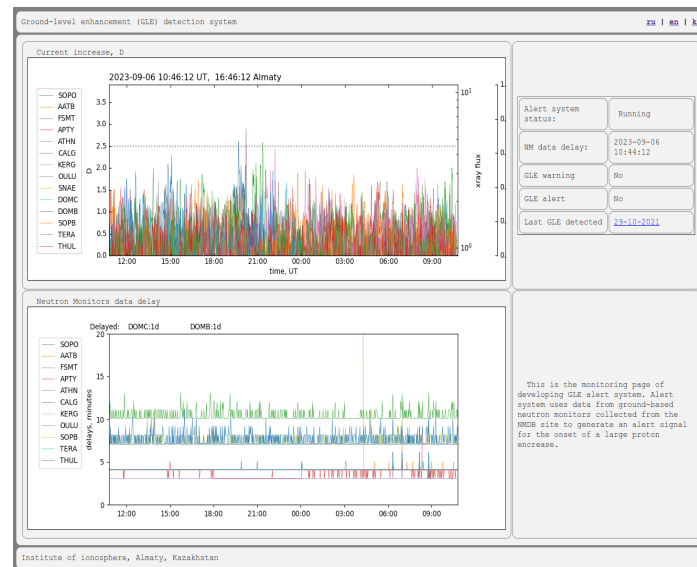 Ground-level enhancement (GLE) detection system
ru | en | k
Current increase, D
2023-09-06 10:46:12 UT, 16:46:12 Almaty
SOPO
AATB
FSMT
APTY
ATHN
CALG
KERG
OULU
SNAE
DOMC
DOMB
SOPB
TERA
THUL
D
3.5
3.0
2.5
2.0
1.5
1.0
0.5
0.0
12:00 15:00 18:00 21:00 00:00 03:00 06:00 09:00
time, UT
xray flux
10¹
10⁰
1.
0.
0.
0.
0.
0.
Alert system status: Running
NM data delay: 2023-09-06
10:44:12
GLE warning No
GLE alert No
Last GLE detected 29-10-2021
Neutron Monitors data delay
Delayed: DOMC:1d DOMB:1d
SOPO
AATB
FSMT
APTY
ATHN
CALG
KERG
OULU
SOPB
TERA
THUL
delays, minutes
20
15
10
5
0
12:00 15:00 18:00 21:00 00:00 03:00 06:00 09:00
This is the monitoring page of
developing GLE alert system. Alert
system uses data from ground-based
neutron monitors collected from the
NMDB site to generate an alert signal
for the onset of a large proton
encrease.
Institute of ionosphere, Almaty, Kazakhstan